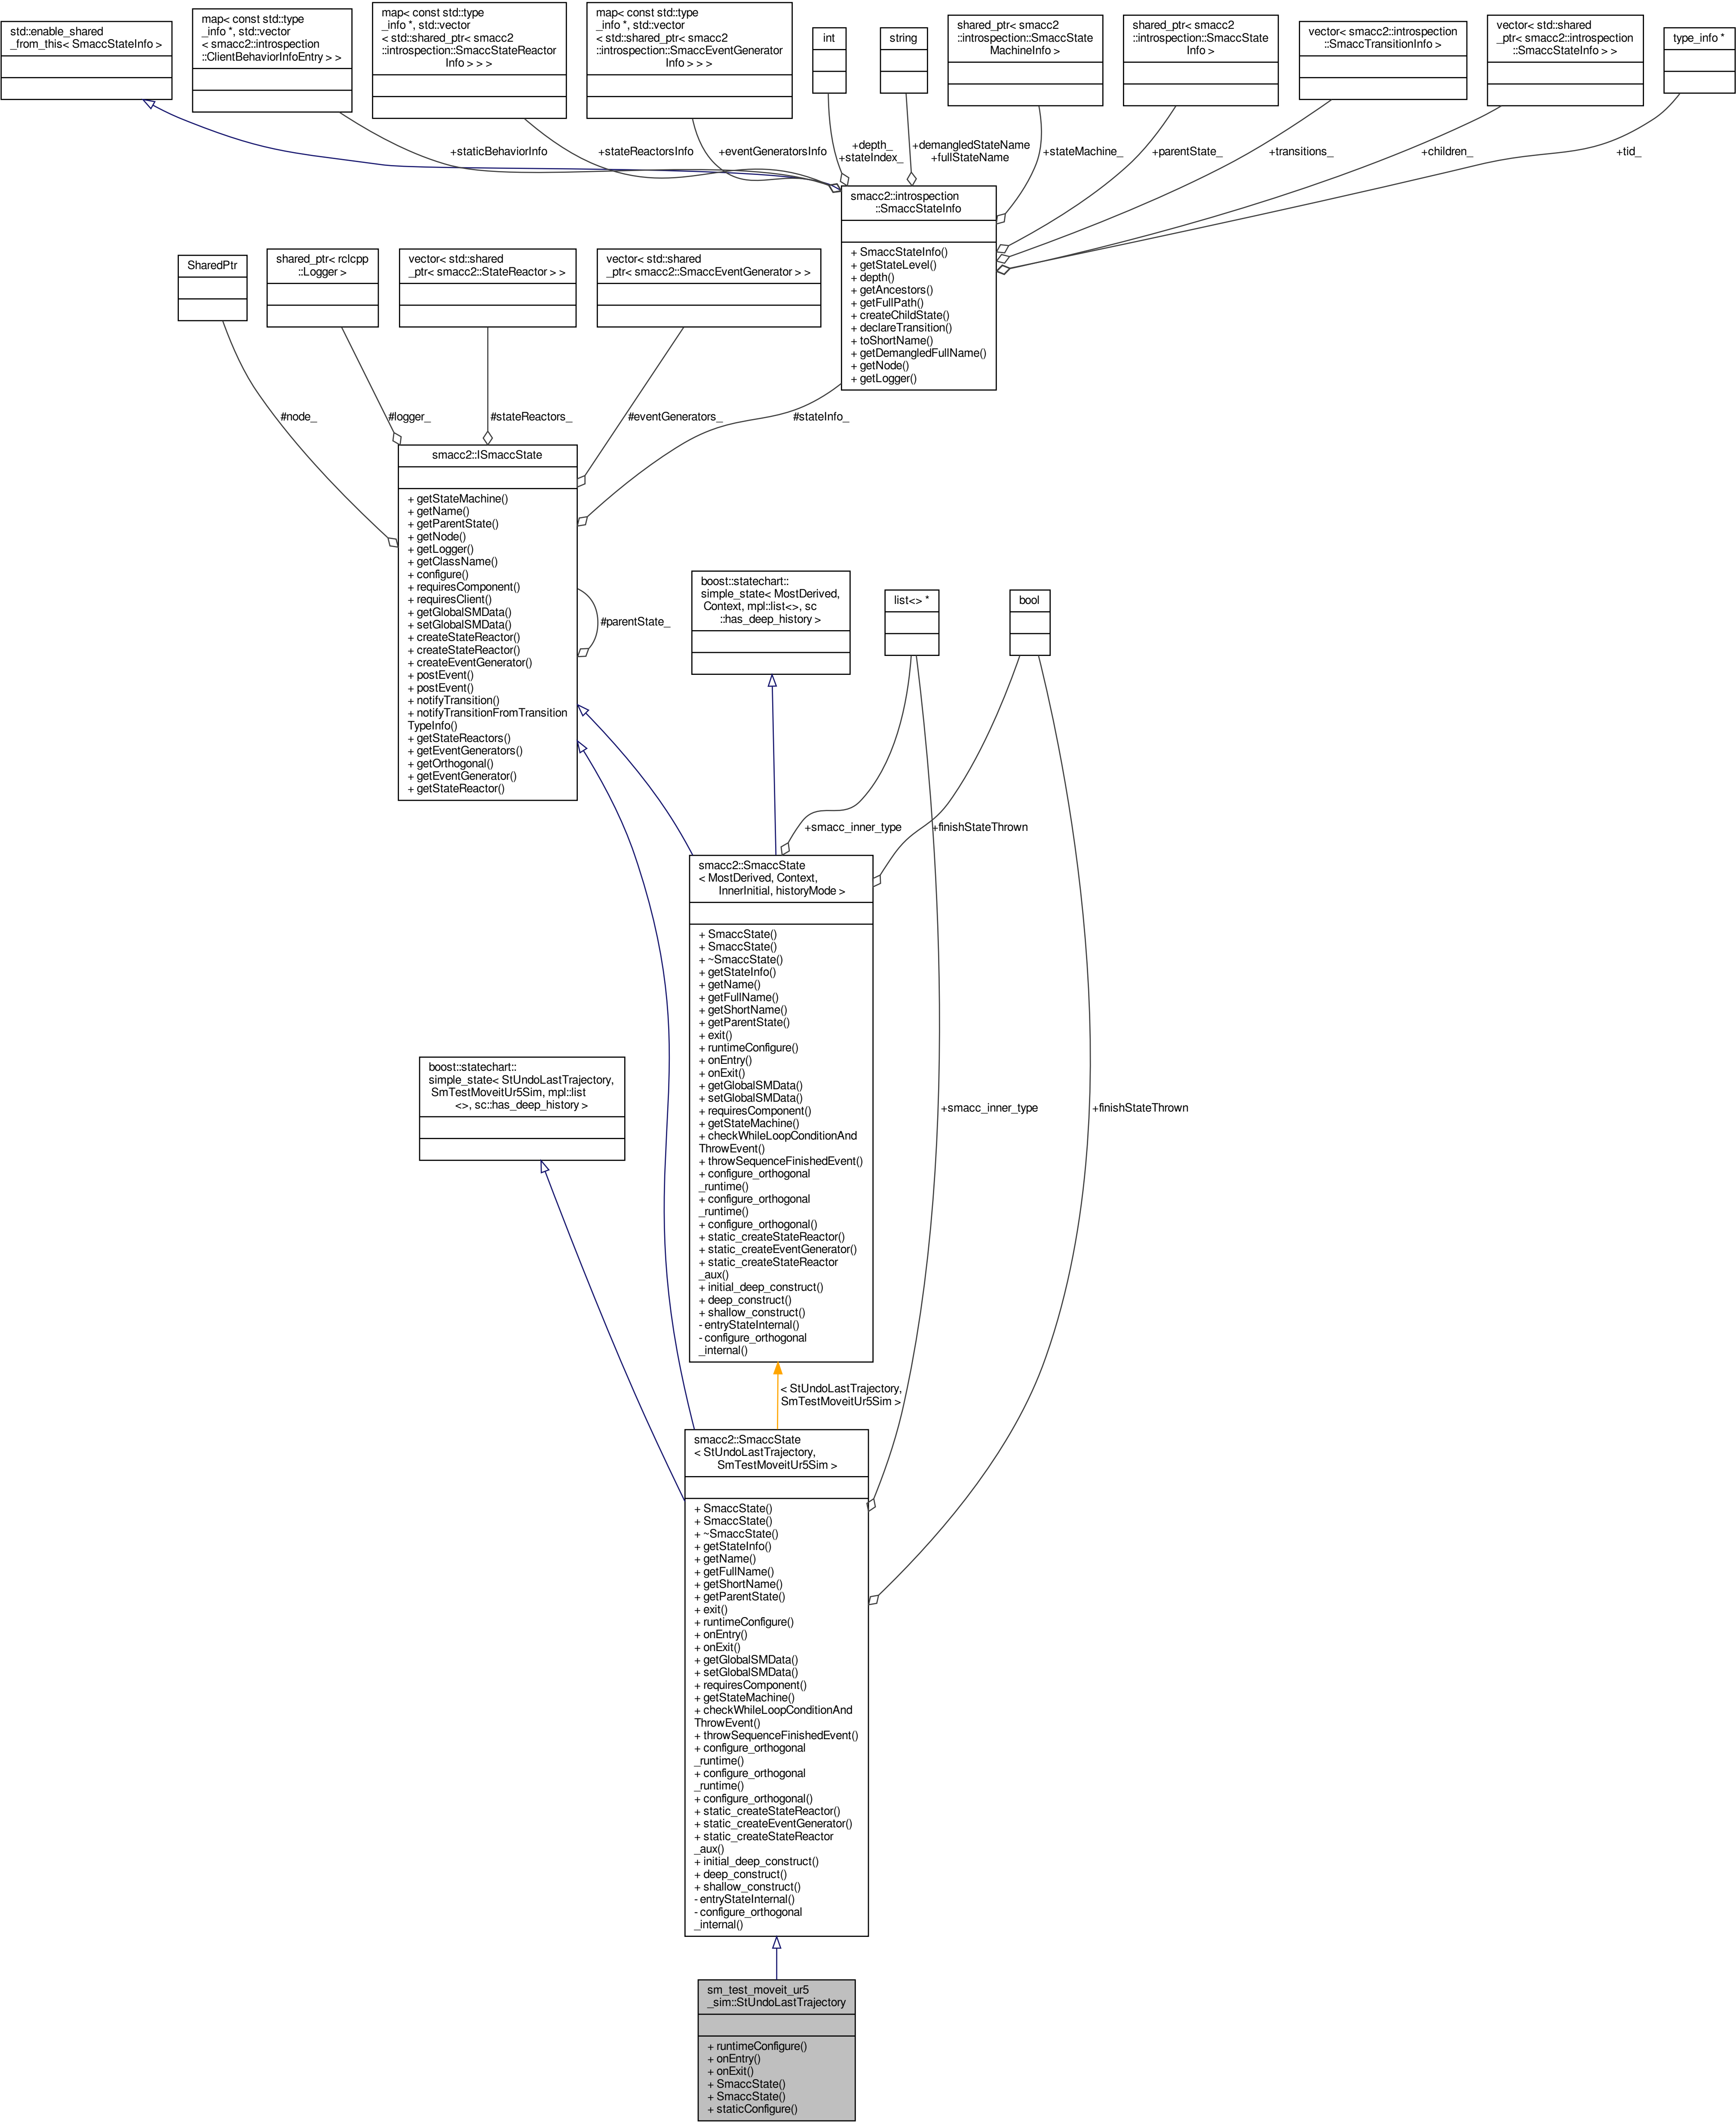 std::enable_shared
_from_this< SmaccStateInfo >
map< const std::type
_info *, std::vector
< smacc2::introspection
::ClientBehaviorInfoEntry > >
map< const std::type
_info *, std::vector
< std::shared_ptr< smacc2
::introspection::SmaccStateReactor
Info > > >
map< const std::type
_info *, std::vector
< std::shared_ptr< smacc2
::introspection::SmaccEventGenerator
Info > > >
int
string
shared_ptr< smacc2
::introspection::SmaccState
MachineInfo >
shared_ptr< smacc2
::introspection::SmaccState
Info >
vector< smacc2::introspection
::SmaccTransitionInfo >
vector< std::shared
_ptr< smacc2::introspection
::SmaccStateInfo > >
type_info *
+staticBehaviorInfo
+stateReactorsInfo
+eventGeneratorsInfo
+depth_
+stateIndex_
+demangledStateName
+fullStateName
+stateMachine_
+parentState_
+transitions_
+children_
+tid_
smacc2::introspection
::SmaccStateInfo
+ SmaccStateInfo()
+ getStateLevel()
+ depth()
+ getAncestors()
+ getFullPath()
+ createChildState()
+ declareTransition()
+ toShortName()
+ getDemangledFullName()
+ getNode()
+ getLogger()
SharedPtr
shared_ptr< rclcpp
::Logger >
vector< std::shared
_ptr< smacc2::StateReactor > >
vector< std::shared
_ptr< smacc2::SmaccEventGenerator > >
#node_
#logger_
#stateReactors_
#eventGenerators_
#stateInfo_
smacc2::ISmaccState
+ getStateMachine()
+ getName()
+ getParentState()
+ getNode()
+ getLogger()
+ getClassName()
+ configure()
+ requiresComponent()
+ requiresClient()
+ getGlobalSMData()
+ setGlobalSMData()
+ createStateReactor()
+ createStateReactor()
+ createEventGenerator()
+ postEvent()
+ postEvent()
+ notifyTransition()
+ notifyTransitionFromTransition
TypeInfo()
+ getStateReactors()
+ getEventGenerators()
+ getOrthogonal()
+ getEventGenerator()
+ getStateReactor()
#parentState_
boost::statechart::
simple_state< MostDerived,
Context, mpl::list<>, sc
::has_deep_history >
list<> *
bool
+smacc_inner_type
+finishStateThrown
smacc2::SmaccState
< MostDerived, Context,
InnerInitial, historyMode >
+ SmaccState()
+ SmaccState()
+ ~SmaccState()
+ getStateInfo()
+ getName()
+ getFullName()
+ getShortName()
+ getParentState()
+ exit()
+ runtimeConfigure()
+ onEntry()
+ onExit()
+ getGlobalSMData()
+ setGlobalSMData()
+ requiresComponent()
+ getStateMachine()
+ checkWhileLoopConditionAnd
ThrowEvent()
+ throwSequenceFinishedEvent()
+ configure_orthogonal
_runtime()
+ configure_orthogonal
_runtime()
+ configure_orthogonal()
+ static_createStateReactor()
+ static_createEventGenerator()
+ static_createStateReactor
_aux()
+ initial_deep_construct()
+ deep_construct()
+ shallow_construct()
- entryStateInternal()
- configure_orthogonal
_internal()
boost::statechart::
simple_state< StUndoLastTrajectory,
SmTestMoveitUr5Sim, mpl::list
<>, sc::has_deep_history >
+smacc_inner_type
+finishStateThrown
< StUndoLastTrajectory,
SmTestMoveitUr5Sim >
smacc2::SmaccState
< StUndoLastTrajectory,
SmTestMoveitUr5Sim >
+ SmaccState()
+ SmaccState()
+ ~SmaccState()
+ getStateInfo()
+ getName()
+ getFullName()
+ getShortName()
+ getParentState()
+ exit()
+ runtimeConfigure()
+ onEntry()
+ onExit()
+ getGlobalSMData()
+ setGlobalSMData()
+ requiresComponent()
+ getStateMachine()
+ checkWhileLoopConditionAnd
ThrowEvent()
+ throwSequenceFinishedEvent()
+ configure_orthogonal
_runtime()
+ configure_orthogonal
_runtime()
+ configure_orthogonal()
+ static_createStateReactor()
+ static_createEventGenerator()
+ static_createStateReactor
_aux()
+ initial_deep_construct()
+ deep_construct()
+ shallow_construct()
- entryStateInternal()
- configure_orthogonal
_internal()
sm_test_moveit_ur5
_sim::StUndoLastTrajectory
+ runtimeConfigure()
+ onEntry()
+ onExit()
+ SmaccState()
+ SmaccState()
+ staticConfigure()